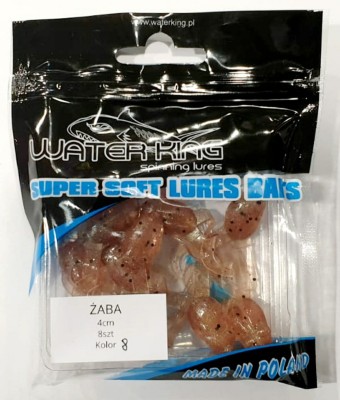 www.waterking.pl
WATER-KING
spinning lures
SUPER SOFT LURES BAITS
ŻABA
4cm
8szt
Kolor 8
MADE IN POLAND